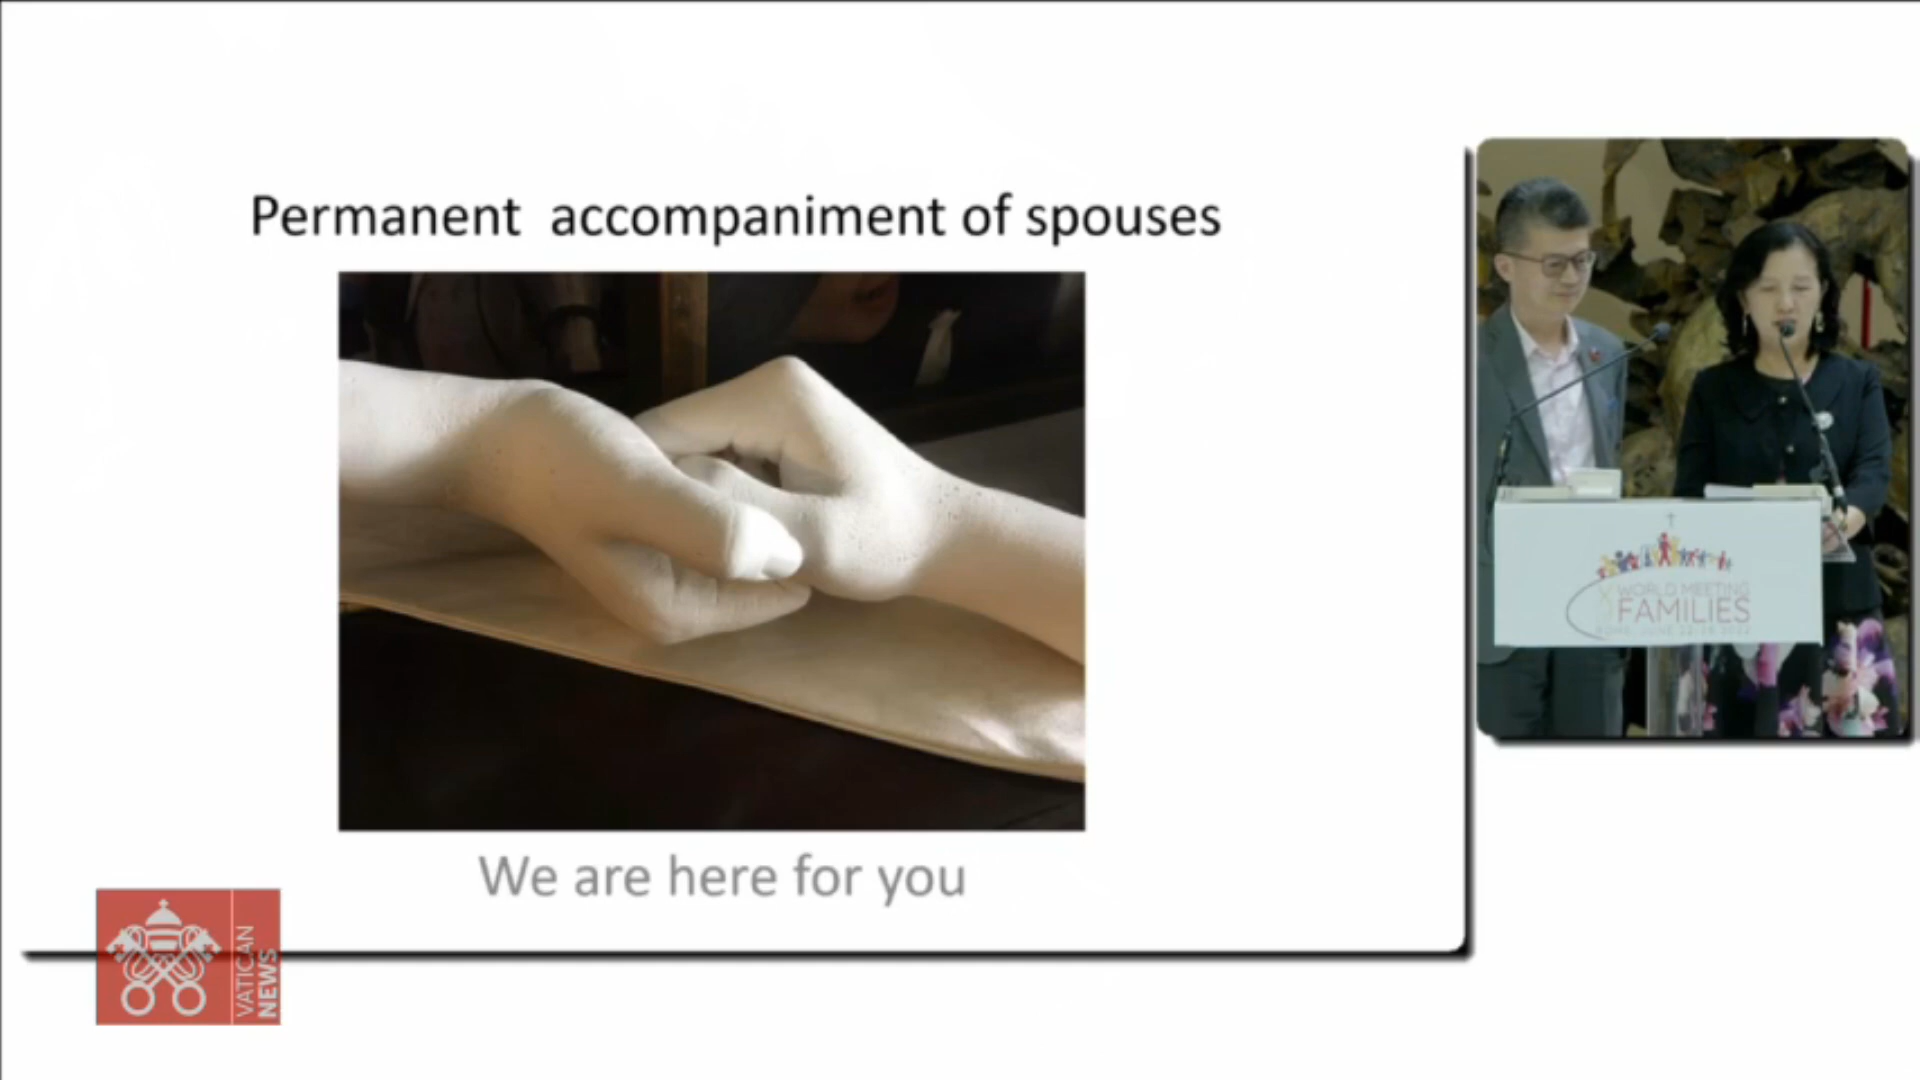 Permanent  accompaniment of spouses
We are here for you
VATICAN
NEWS
WORLD MEETING
FAMILIES